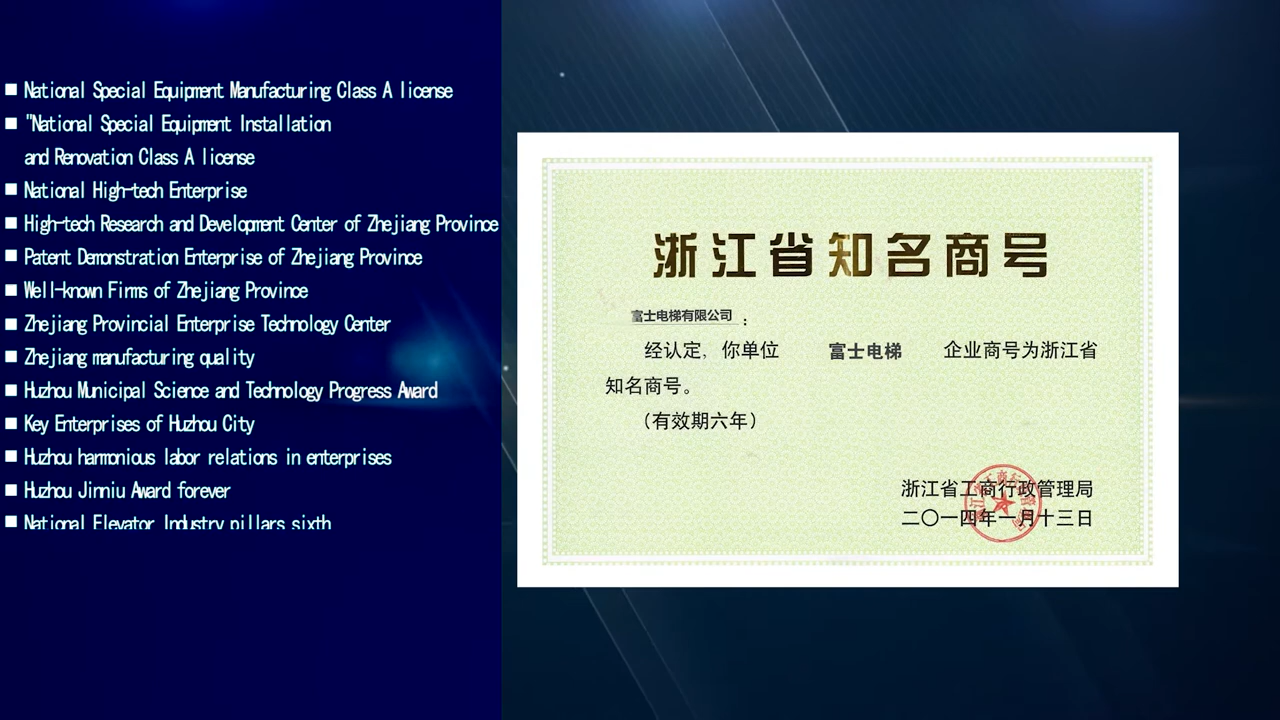 ■ National Special Equipment Manufacturing Class A license
■ "National Special Equipment Installation
and Renovation Class A license
■ National High-tech Enterprise
■ High-tech Research and Development Center of Zhejiang Province
■ Patent Demonstration Enterprise of Zhejiang Province
■ Well-known Firms of Zhejiang Province
■ Zhejiang Provincial Enterprise Technology Center
■ Zhejiang manufacturing quality
■ Huzhou Municipal Science and Technology Progress Award
■ Key Enterprises of Huzhou City
■ Huzhou harmonious labor relations in enterprises
■ Huzhou Jinniu Award forever
■ National Elevator Industry pillars sixth
浙江省知名商号
富士电梯有限公司：
经认定，你单位 富士电梯 企业商号为浙江省
知名商号。
（有效期六年）
浙江省工商行政管理局
二〇一四年一月十三日